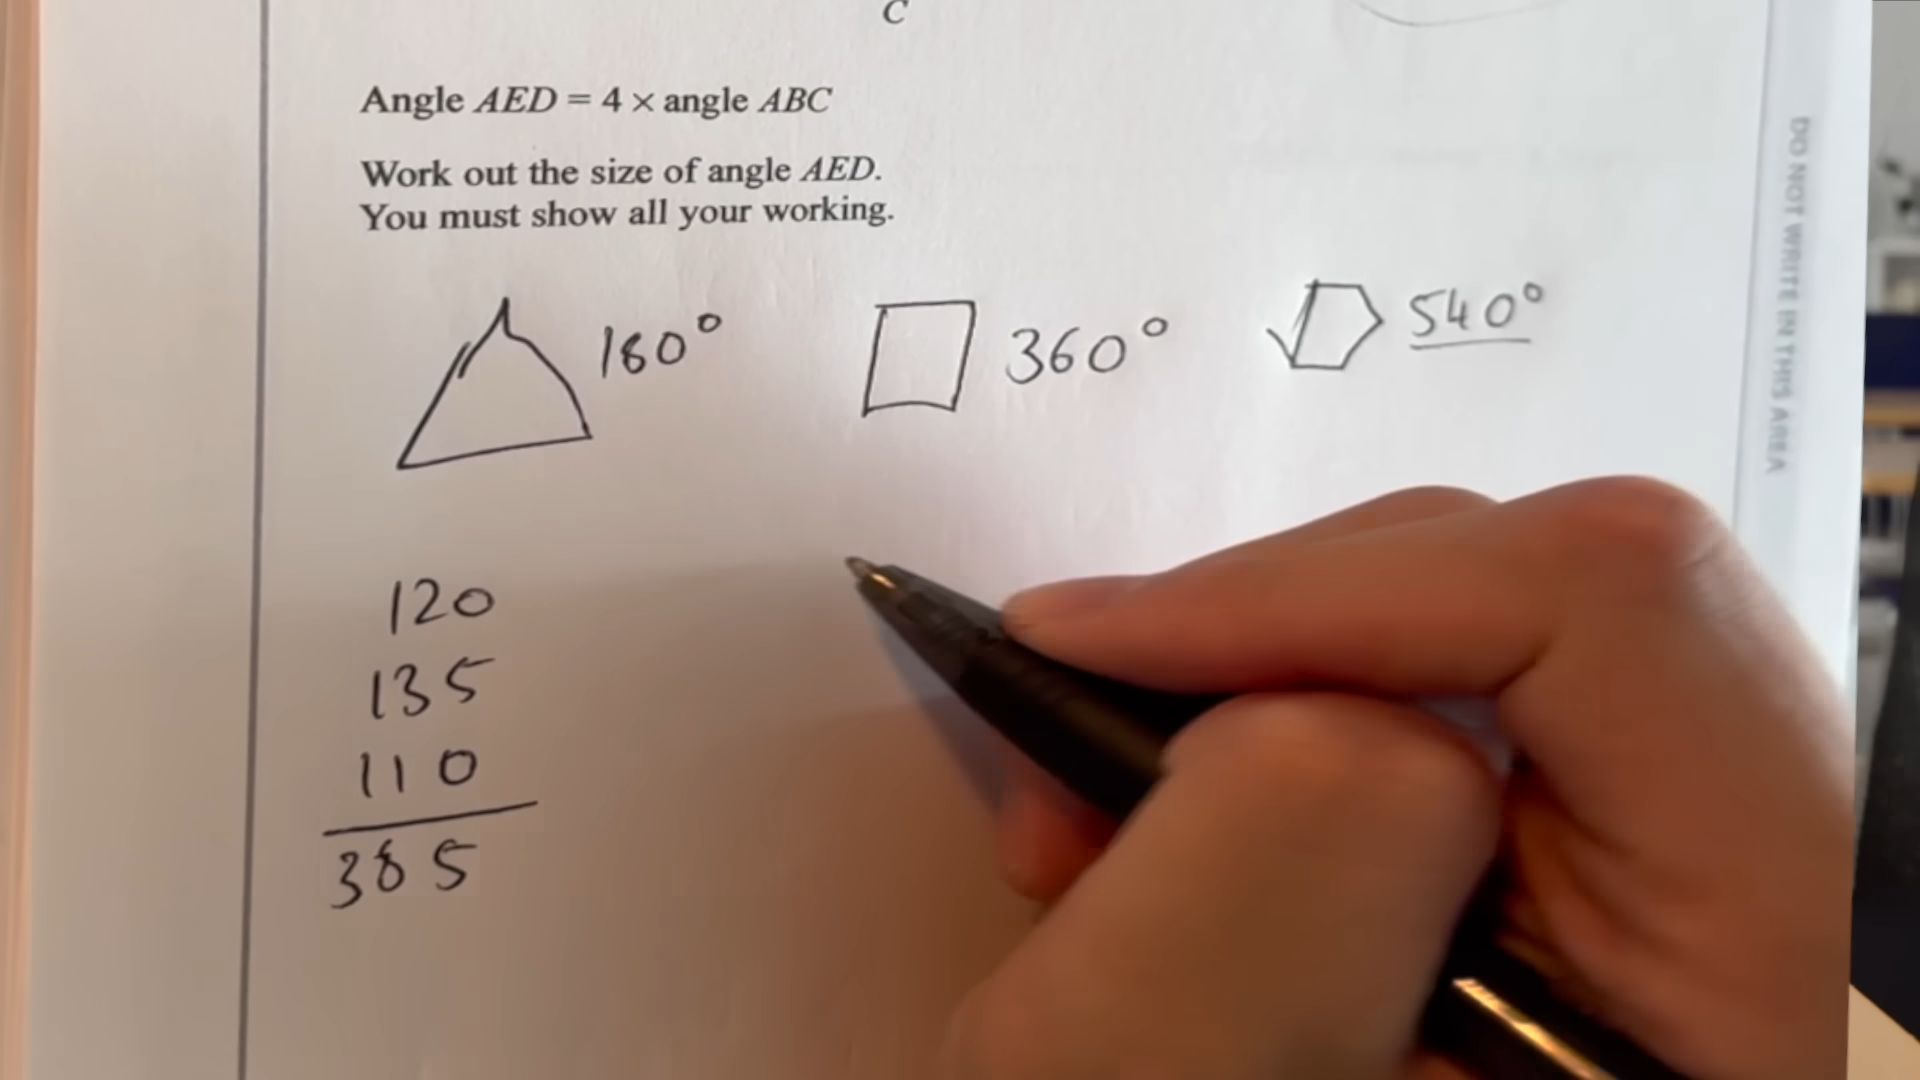 C
Angle AED = 4 × angle ABC
Work out the size of angle AED.
You must show all your working.
180°
360°
540°
120
135
110
385
DO NOT WRITE IN THIS AREA